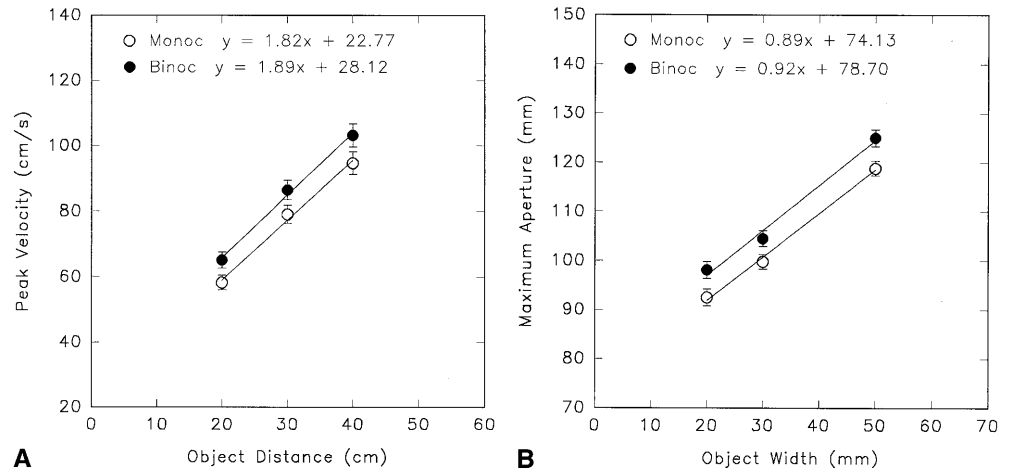 140
120
100
80
60
40
20
Peak Velocity (cm/s)
Monoc y = 1.82x + 22.77
Binoc y = 1.89x + 28.12
0 10 20 30 40 50 60
Object Distance (cm)
A
150
140
130
120
110
100
90
80
70
Maximum Aperture (mm)
Monoc y = 0.89x + 74.13
Binoc y = 0.92x + 78.70
0 10 20 30 40 50 60 70
Object Width (mm)
B